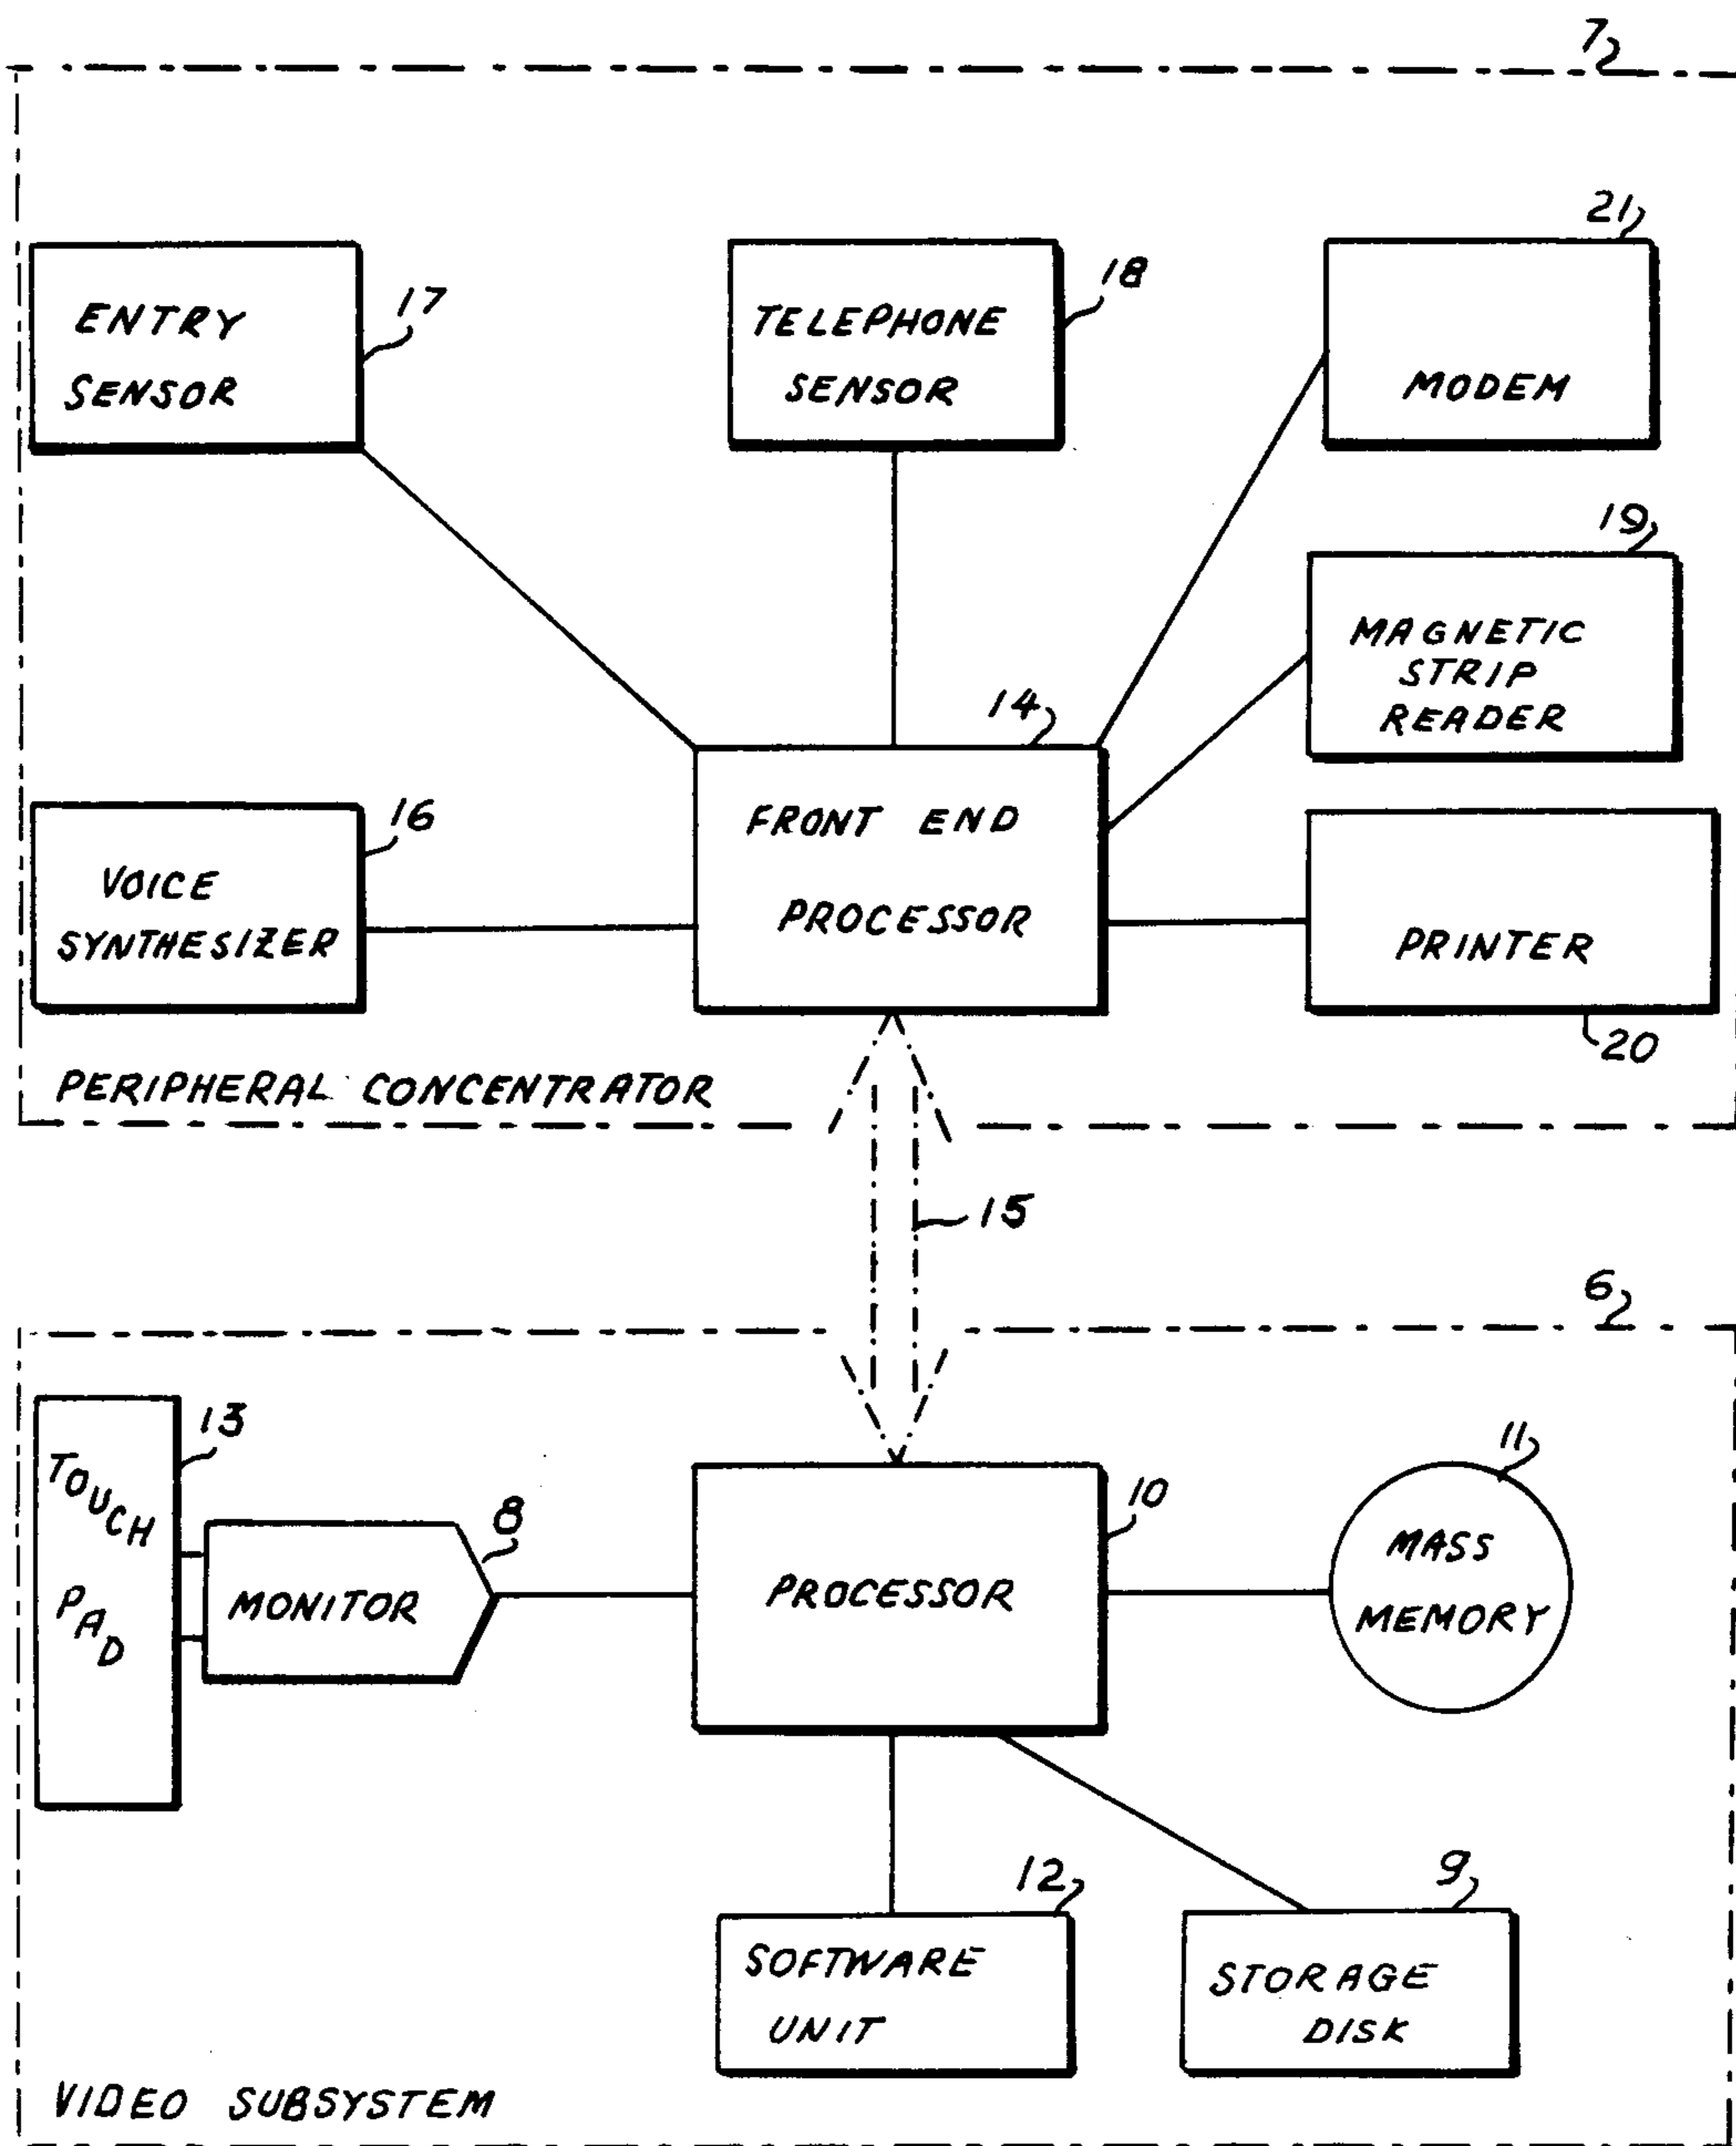 7
21
ENTRY
SENSOR
17
TELEPHONE
SENSOR
18
MODEM
19
MAGNETIC
STRIP
READER
14
FRONT END
PROCESSOR
16
VOICE
SYNTHESIZER
PRINTER
20
PERIPHERAL CONCENTRATOR
15
6
13
TOUCH
PAD
8
MONITOR
10
PROCESSOR
11
MASS
MEMORY
12
SOFTWARE
UNIT
9
STORAGE
DISK
VIDEO SUBSYSTEM